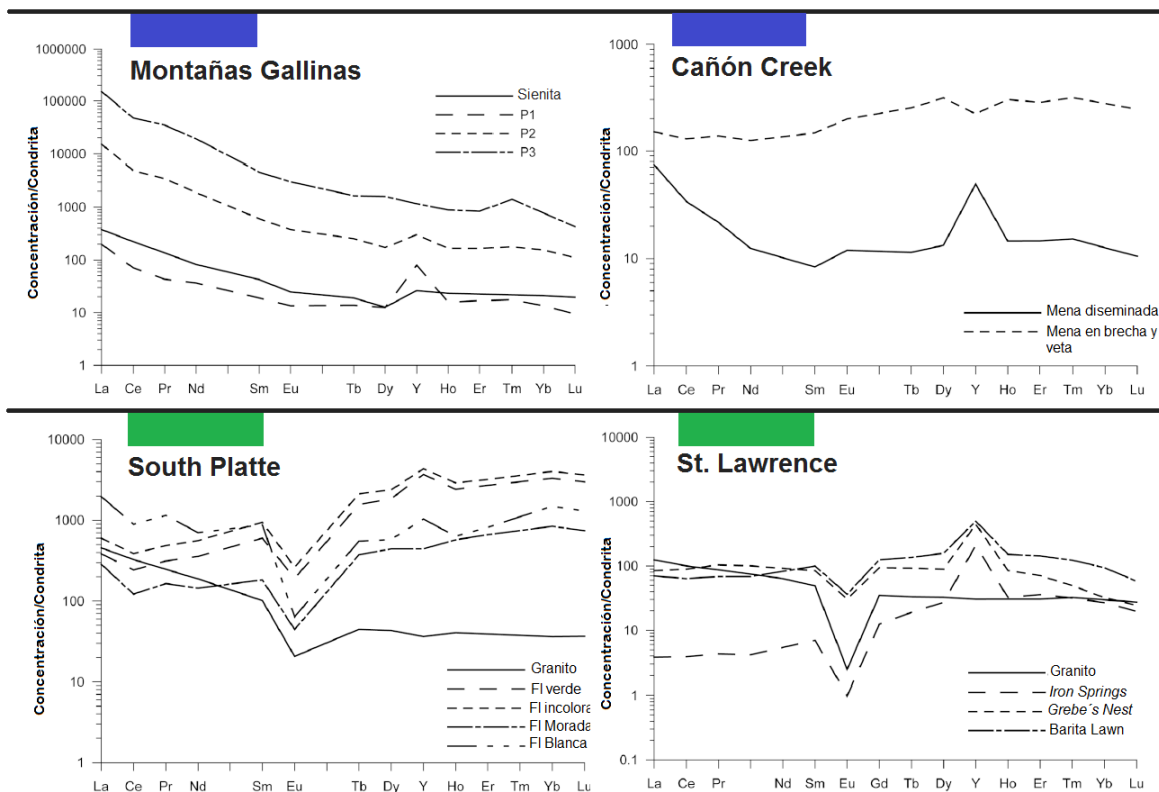 Montañas Gallinas
Concentración/Condrita
1000000
100000
10000
1000
100
10
1
Sienita
P1
P2
P3
La Ce Pr Nd Sm Eu Tb Dy Y Ho Er Tm Yb Lu
Cañón Creek
Concentración/Condrita
1000
100
10
1
Mena diseminada
Mena en brecha y
veta
La Ce Pr Nd Sm Eu Tb Dy Y Ho Er Tm Yb Lu
South Platte
Concentración/Condrita
10000
1000
100
10
1
Granito
Fl verde
Fl incolora
Fl Morada
Fl Blanca
La Ce Pr Nd Sm Eu Tb Dy Y Ho Er Tm Yb Lu
St. Lawrence
Concentración/Condrita
10000
1000
100
10
1
0.1
Granito
Iron Springs
Grebe´s Nest
Barita Lawn
La Ce Pr Nd Sm Eu Gd Tb Dy Y Ho Er Tm Yb Lu